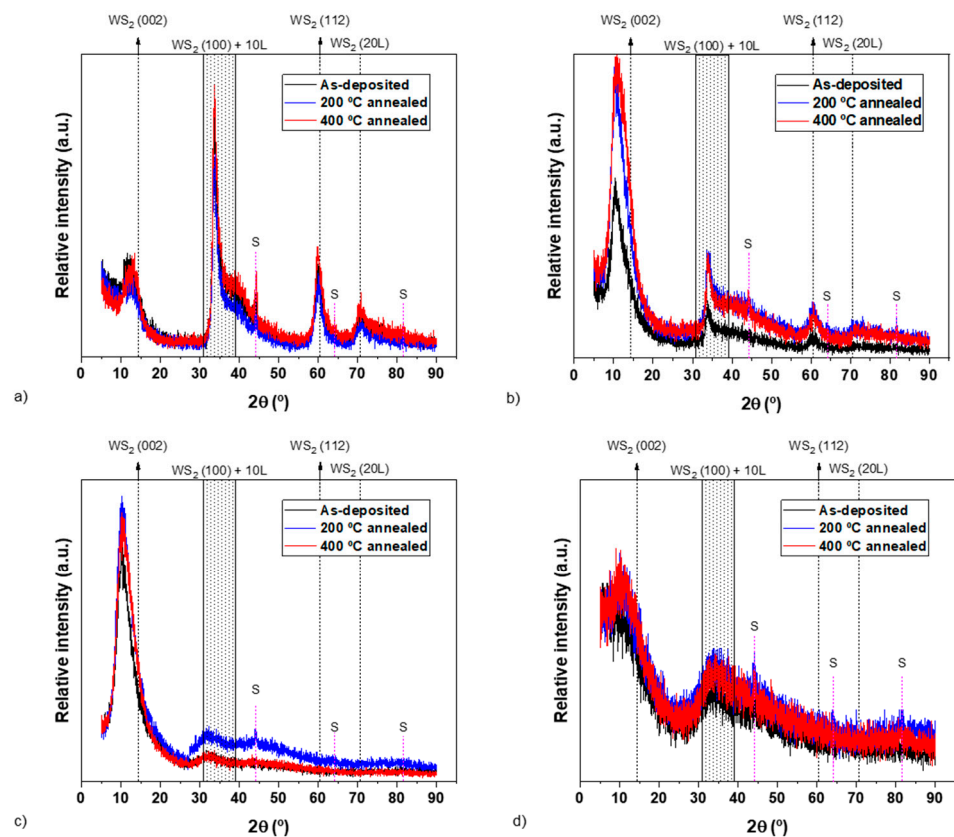 WS₂ (002)
WS₂ (112)
WS₂ (100) + 10L
WS₂ (20L)
As-deposited
200 ºC annealed
400 ºC annealed
S
S
S
Relative intensity (a.u.)
0 10 20 30 40 50 60 70 80 90 100
2θ (º)
a)
WS₂ (002)
WS₂ (112)
WS₂ (100) + 10L
WS₂ (20L)
As-deposited
200 ºC annealed
400 ºC annealed
S
S
S
Relative intensity (a.u.)
0 10 20 30 40 50 60 70 80 90
2θ (º)
b)
WS₂ (002)
WS₂ (112)
WS₂ (100) + 10L
WS₂ (20L)
As-deposited
200 ºC annealed
400 ºC annealed
S
S
S
Relative intensity (a.u.)
0 10 20 30 40 50 60 70 80 90 100
2θ (º)
c)
WS₂ (002)
WS₂ (112)
WS₂ (100) + 10L
WS₂ (20L)
As-deposited
200 ºC annealed
400 ºC annealed
S
S
S
Relative intensity (a.u.)
0 10 20 30 40 50 60 70 80 90 100
2θ (º)
d)